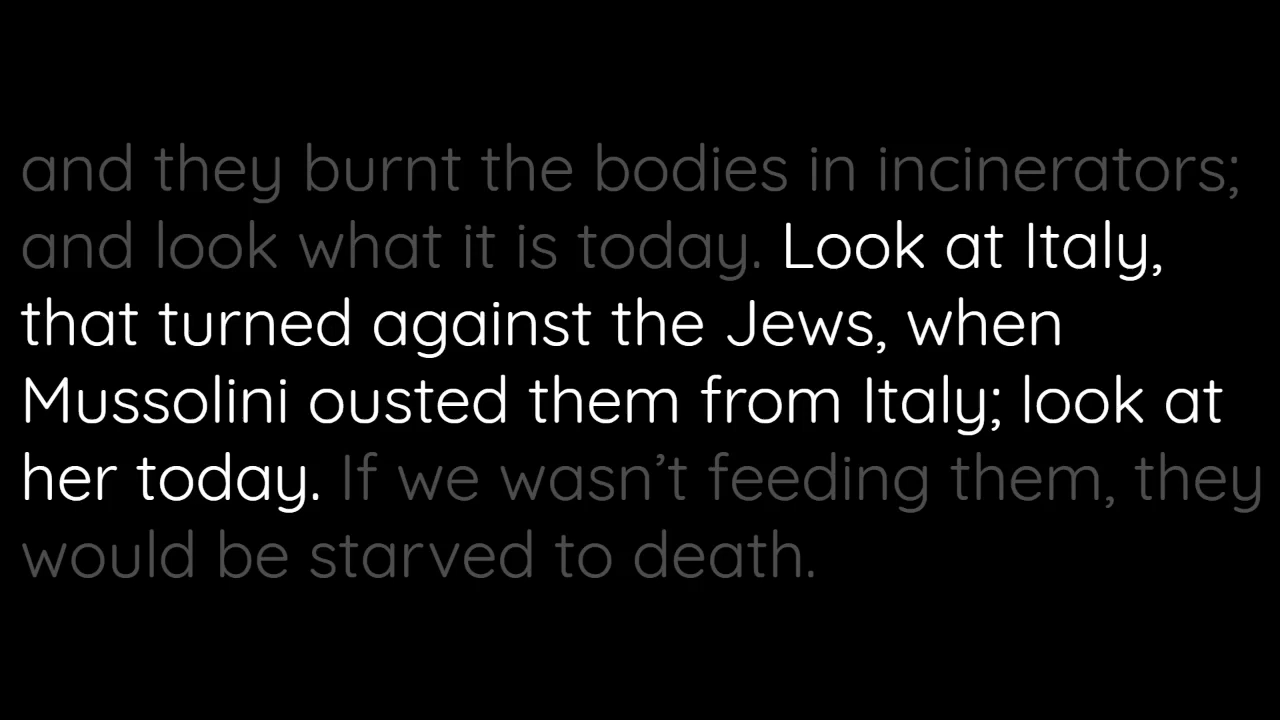 and they burnt the bodies in incinerators;
and look what it is today. Look at Italy,
that turned against the Jews, when
Mussolini ousted them from Italy; look at
her today. If we wasn’t feeding them, they
would be starved to death.